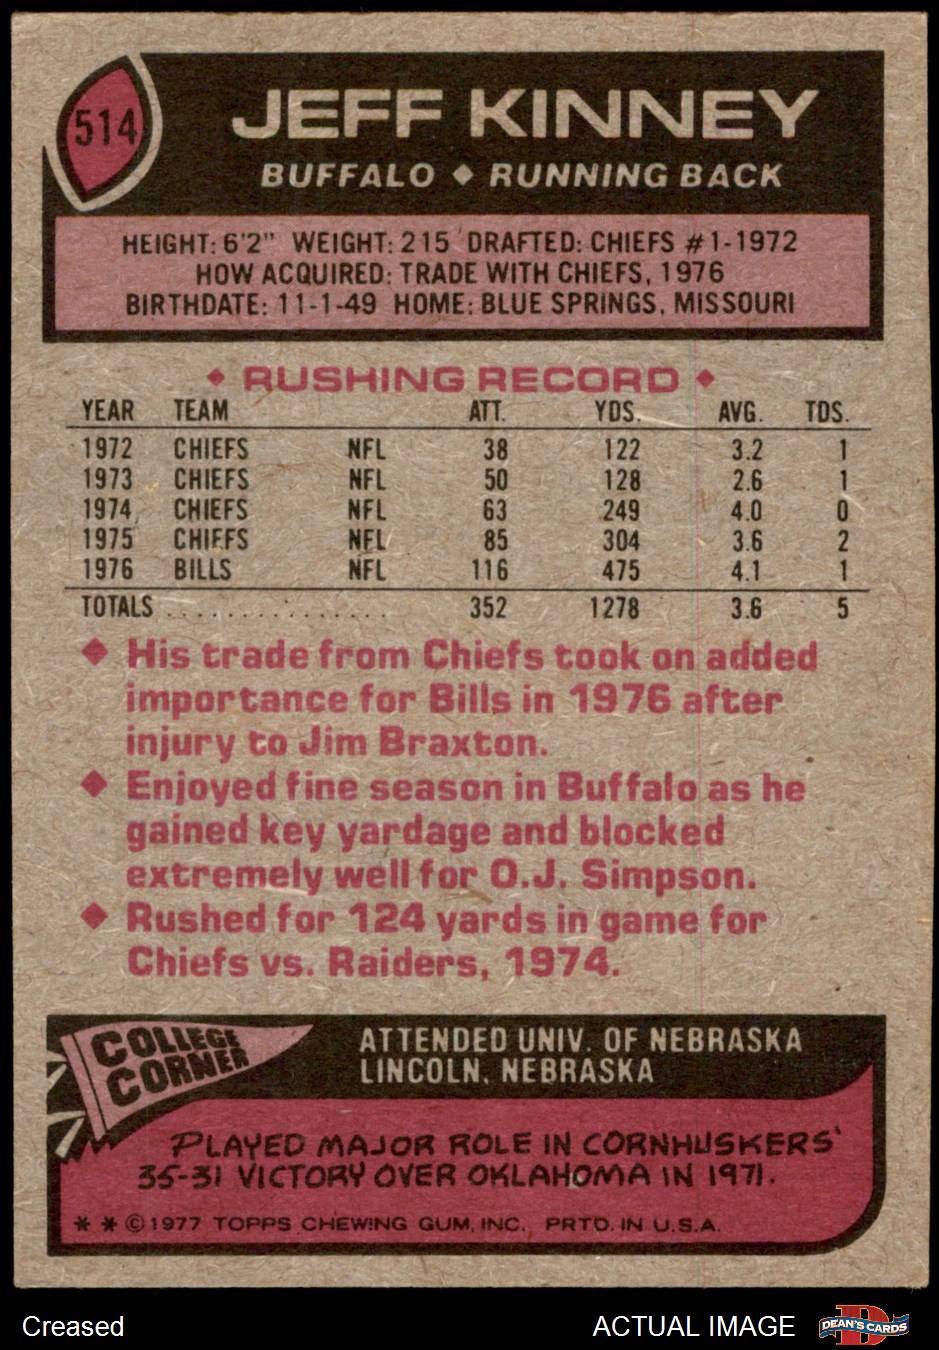 514
JEFF KINNEY
BUFFALO ◆ RUNNING BACK
HEIGHT: 6'2" WEIGHT: 215 DRAFTED: CHIEFS #1-1972
HOW ACQUIRED: TRADE WITH CHIEFS, 1976
BIRTHDATE: 11-1-49 HOME: BLUE SPRINGS, MISSOURI
◆ RUSHING RECORD ◆
YEAR TEAM ATT. YDS. AVG. TDS.
1972 CHIEFS NFL 38 122 3.2 1
1973 CHIEFS NFL 50 128 2.6 1
1974 CHIEFS NFL 63 249 4.0 0
1975 CHIEFS NFL 85 304 3.6 2
1976 BILLS NFL 116 475 4.1 1
TOTALS . . . . . . . . . . . . . . . 352 1278 3.6 5
◆ His trade from Chiefs took on added
importance for Bills in 1976 after
injury to Jim Braxton.
◆ Enjoyed fine season in Buffalo as he
gained key yardage and blocked
extremely well for O.J. Simpson.
◆ Rushed for 124 yards in game for
Chiefs vs. Raiders, 1974.
COLLEGE
CORNER
ATTENDED UNIV. OF NEBRASKA
LINCOLN, NEBRASKA
PLAYED MAJOR ROLE IN CORNHUSKERS'
35-31 VICTORY OVER OKLAHOMA IN 1971.
* * © 1977 TOPPS CHEWING GUM, INC. PRTD. IN U.S.A.
Creased
ACTUAL IMAGE
D
DEAN'S CARDS